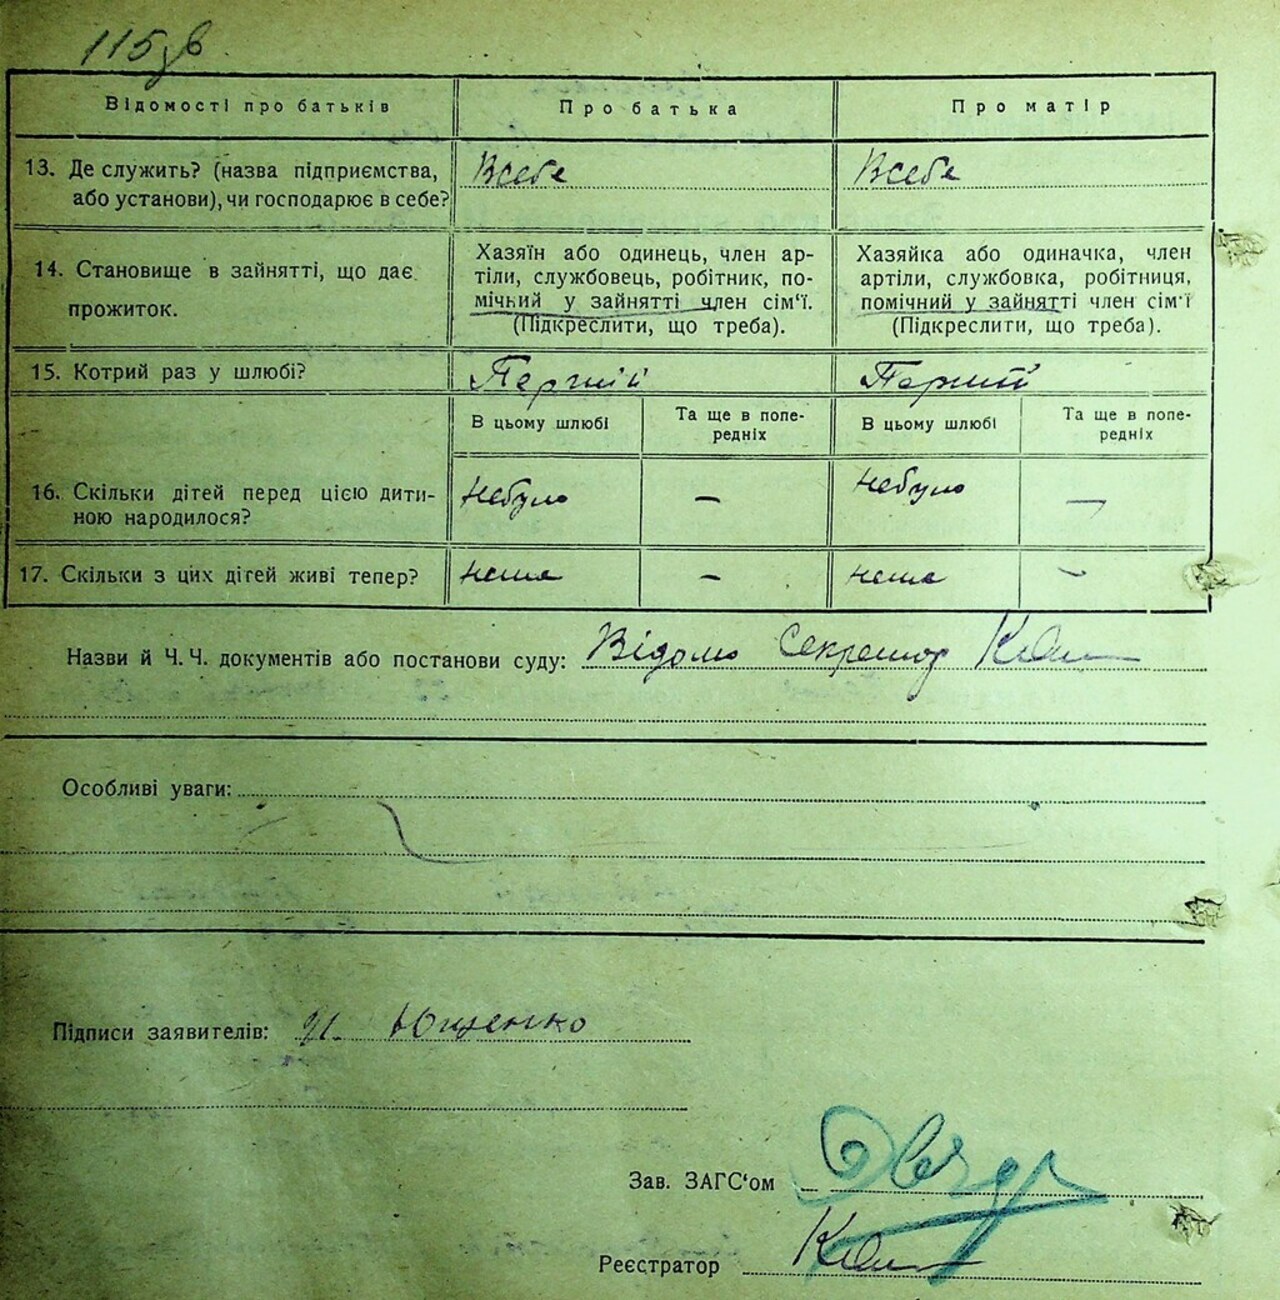 115зв
Відомості про батьків
Про батька
Про матір
13. Де служить? (назва підприємства,
або установи), чи господарює в себе?
Всебе
Всебе
14. Становище в зайнятті, що дає
прожиток.
Хазяїн або одинець, член ар-
тіли, службовець, робітник, по-
мічний у зайнятті член сім'ї.
(Підкреслити, що треба).
Хазяйка або одиначка, член
артіли, службовка, робітниця,
помічний у зайнятті член сім'ї
(Підкреслити, що треба).
15. Котрий раз у шлюбі?
Перший
Перший
В цьому шлюбі
Та ще в попе-
редніх
В цьому шлюбі
Та ще в попе-
редніх
16. Скільки дітей перед цією дити-
ною народилося?
Небуло
—
Небуло
—
17. Скільки з цих дітей живі тепер?
нема
—
нема
—
Назви й Ч. Ч. документів або постанови суду: Відомо Секретар
Особливі уваги:
Підписи заявителів: Ющенко
Зав. ЗАГС'ом
Реєстратор